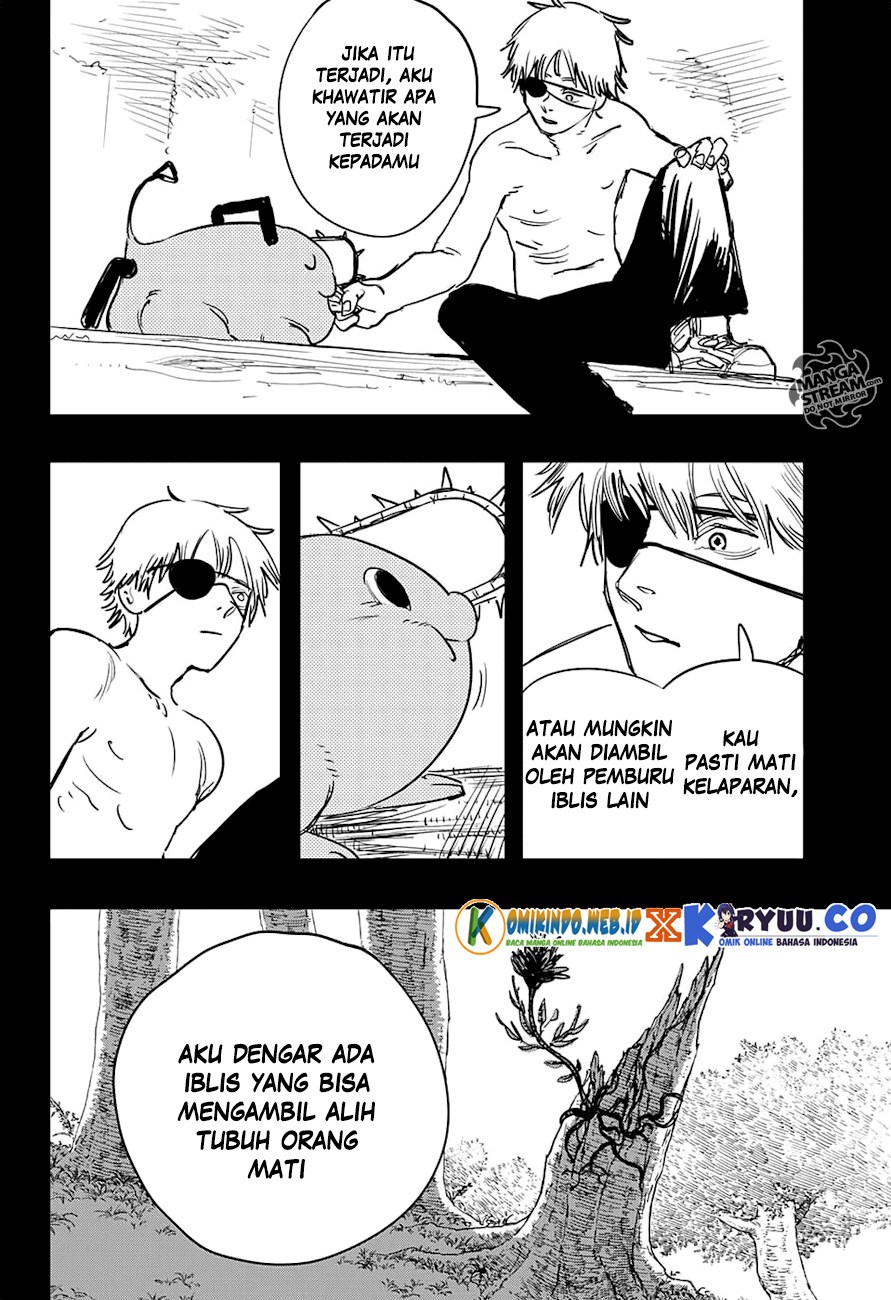 JIKA ITU
TERJADI, AKU
KHAWATIR APA
YANG AKAN
TERJADI
KEPADAMU
MANGA
STREAM.com
DO NOT MIRROR
KAU
PASTI MATI
KELAPARAN,
ATAU MUNGKIN
AKAN DIAMBIL
OLEH PEMBURU
IBLIS LAIN
KOMIKINDO.WEB.ID X KIRYUU.CO
BACA MANGA ONLINE BAHASA INDONESIA
KOMIK ONLINE BAHASA INDONESIA
AKU DENGAR ADA
IBLIS YANG BISA
MENGAMBIL ALIH
TUBUH ORANG
MATI